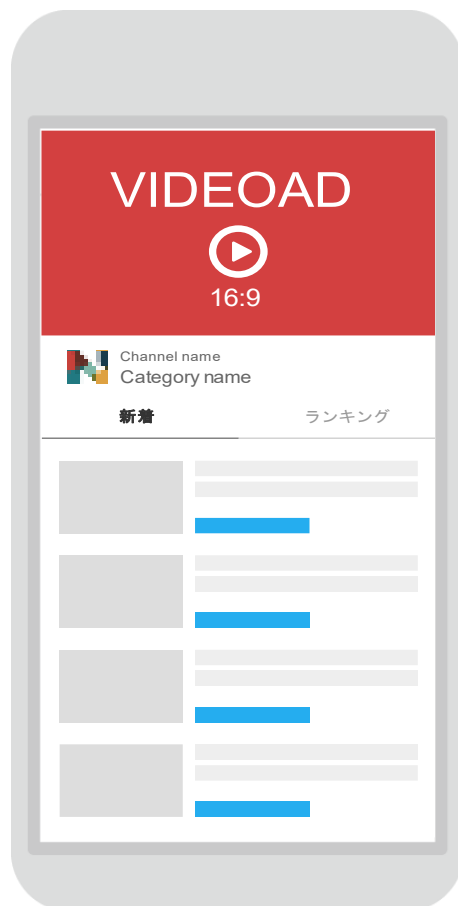 VIDEOAD
16:9
Channel name
Category name
新着
ランキング